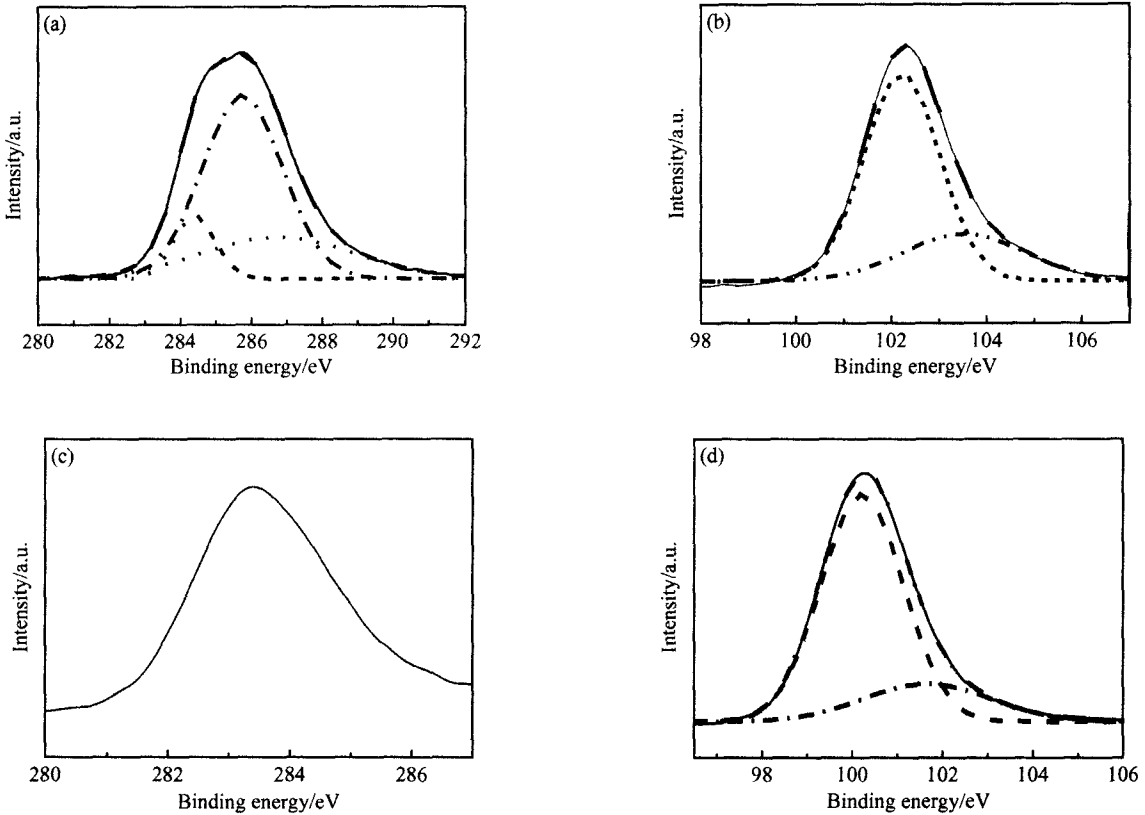 (a)
Intensity/a.u.
280 282 284 286 288 290 292
Binding energy/eV
(b)
Intensity/a.u.
98 100 102 104 106
Binding energy/eV
(c)
Intensity/a.u.
280 282 284 286
Binding energy/eV
(d)
Intensity/a.u.
98 100 102 104 106
Binding energy/eV